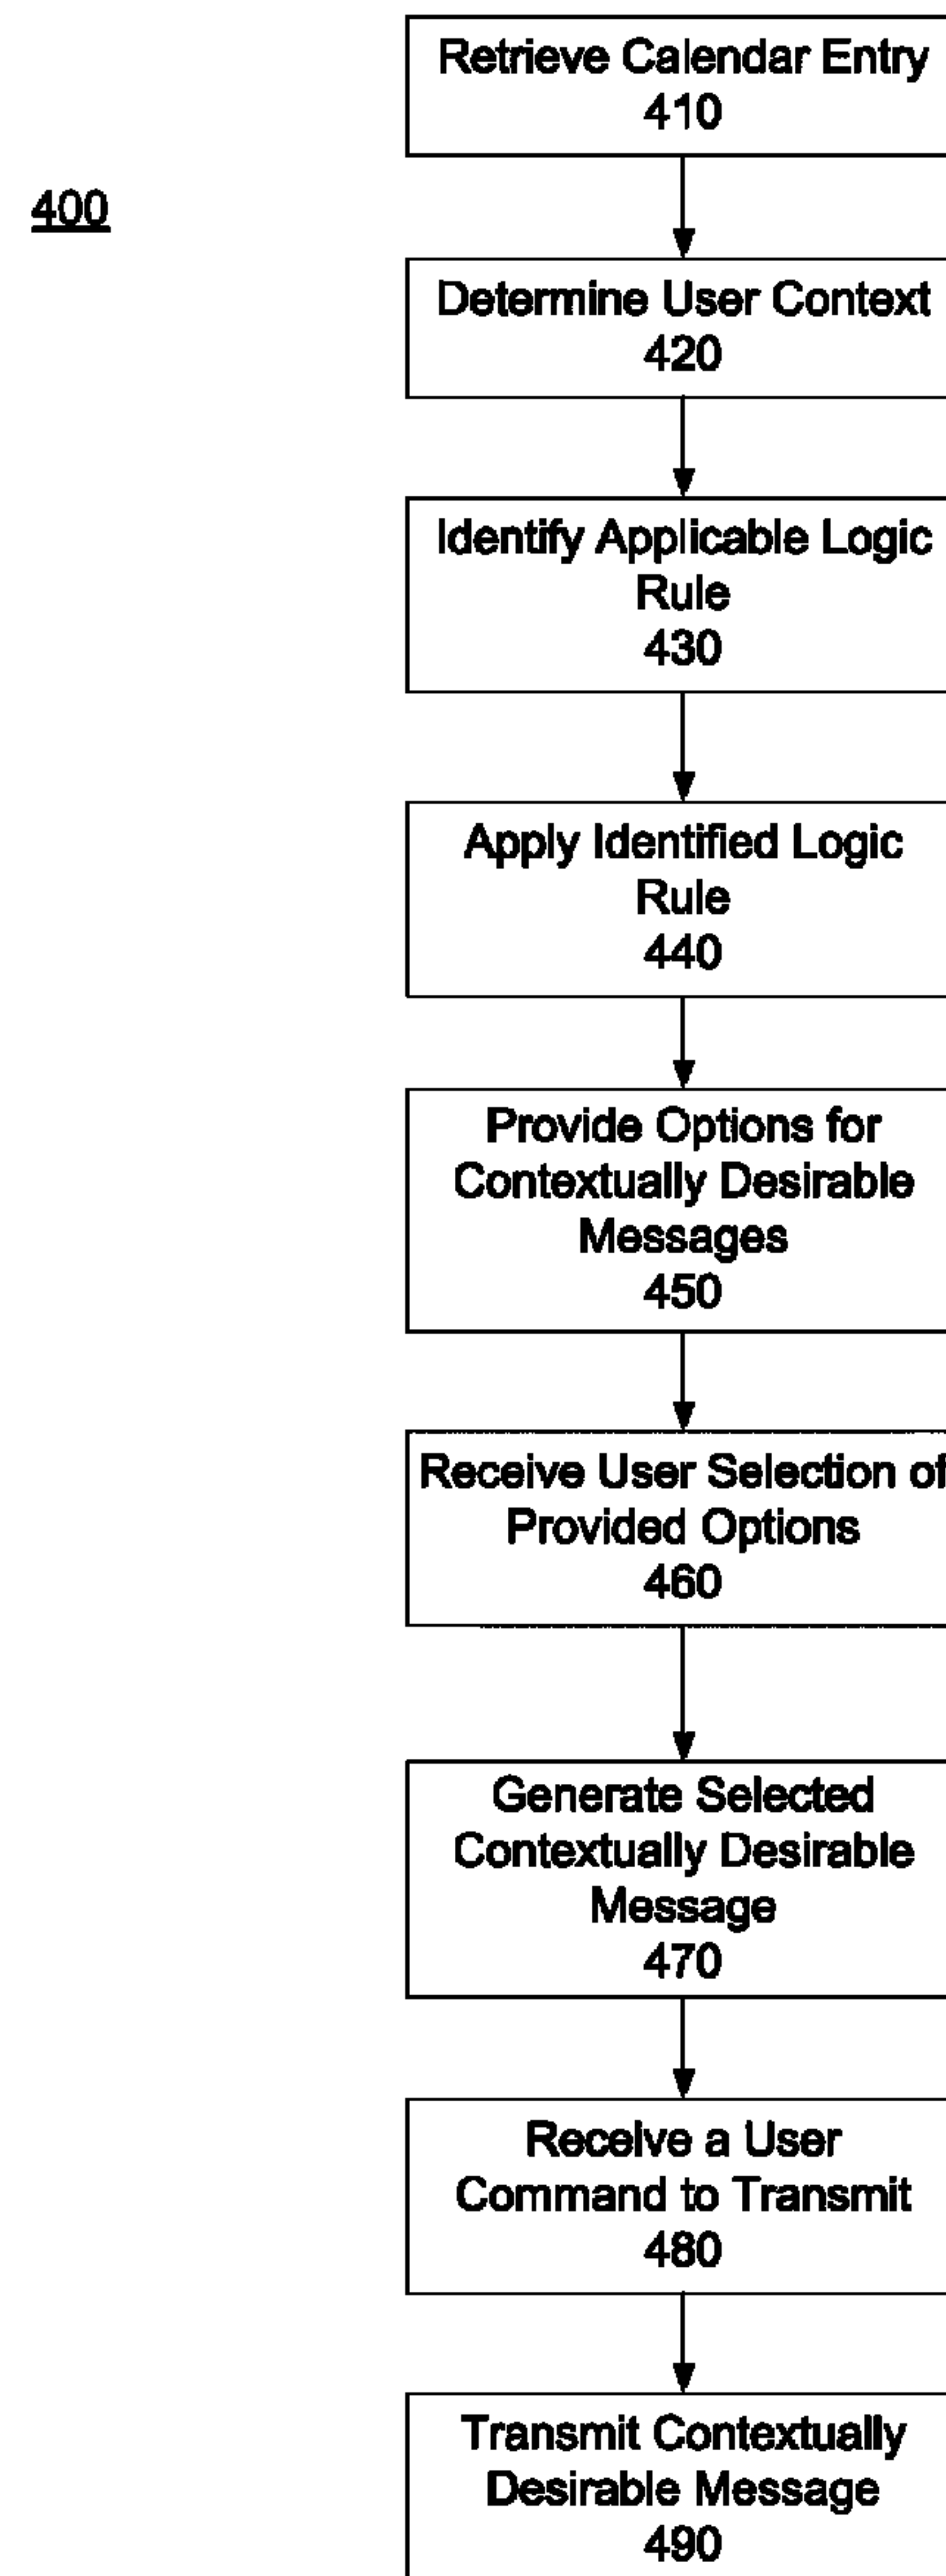 Retrieve Calendar Entry
410
400
Determine User Context
420
Identify Applicable Logic
Rule
430
Apply Identified Logic
Rule
440
Provide Options for
Contextually Desirable
Messages
450
Receive User Selection of
Provided Options
460
Generate Selected
Contextually Desirable
Message
470
Receive a User
Command to Transmit
480
Transmit Contextually
Desirable Message
490